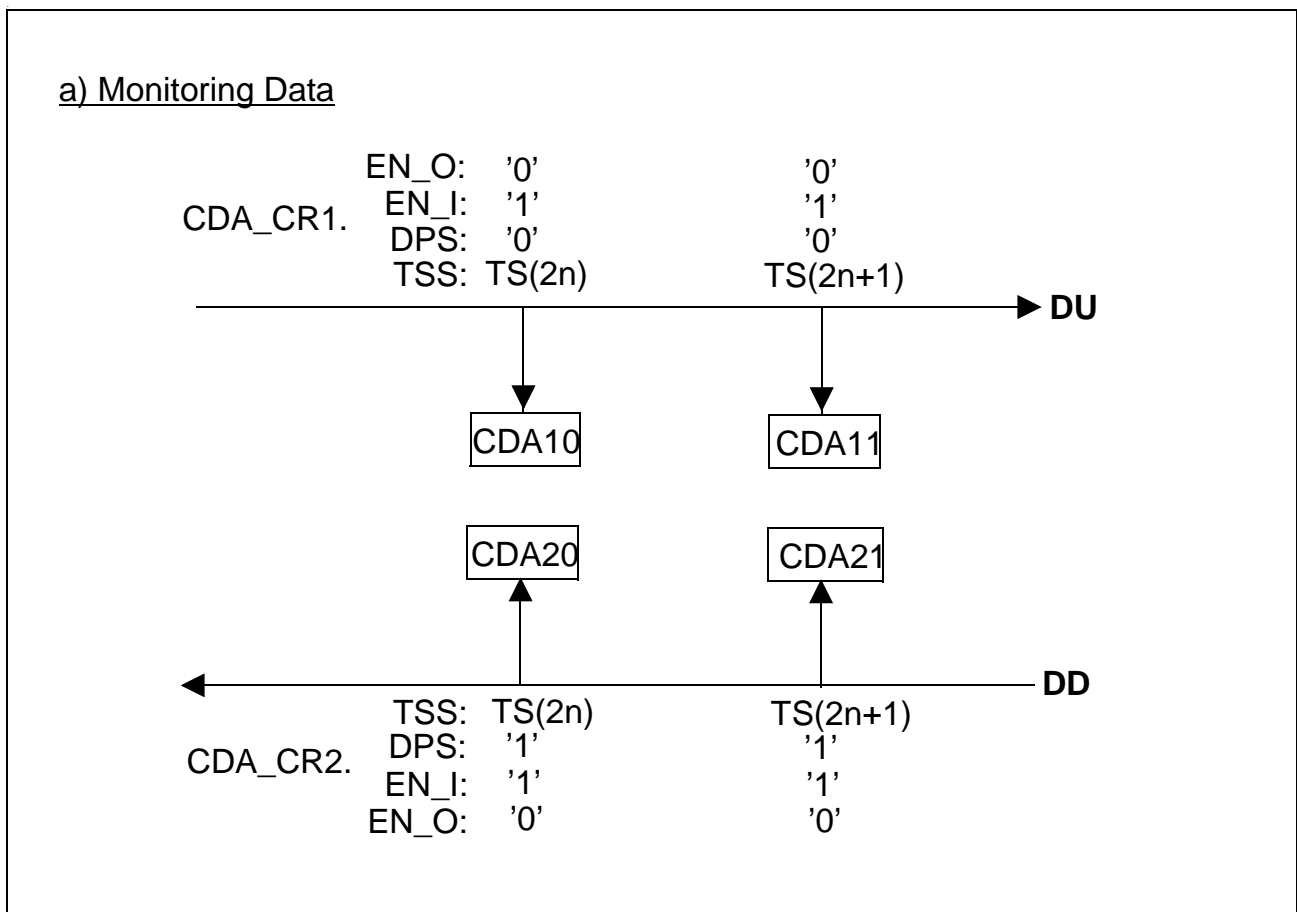 a) Monitoring Data
EN_O: ’0’ ’0’
CDA_CR1. EN_I: ’1’ ’1’
DPS: ’0’ ’0’
TSS: TS(2n) TS(2n+1)
DU
CDA10 CDA11
CDA20 CDA21
DD
TSS: TS(2n) TS(2n+1)
CDA_CR2. DPS: ’1’ ’1’
EN_I: ’1’ ’1’
EN_O: ’0’ ’0’